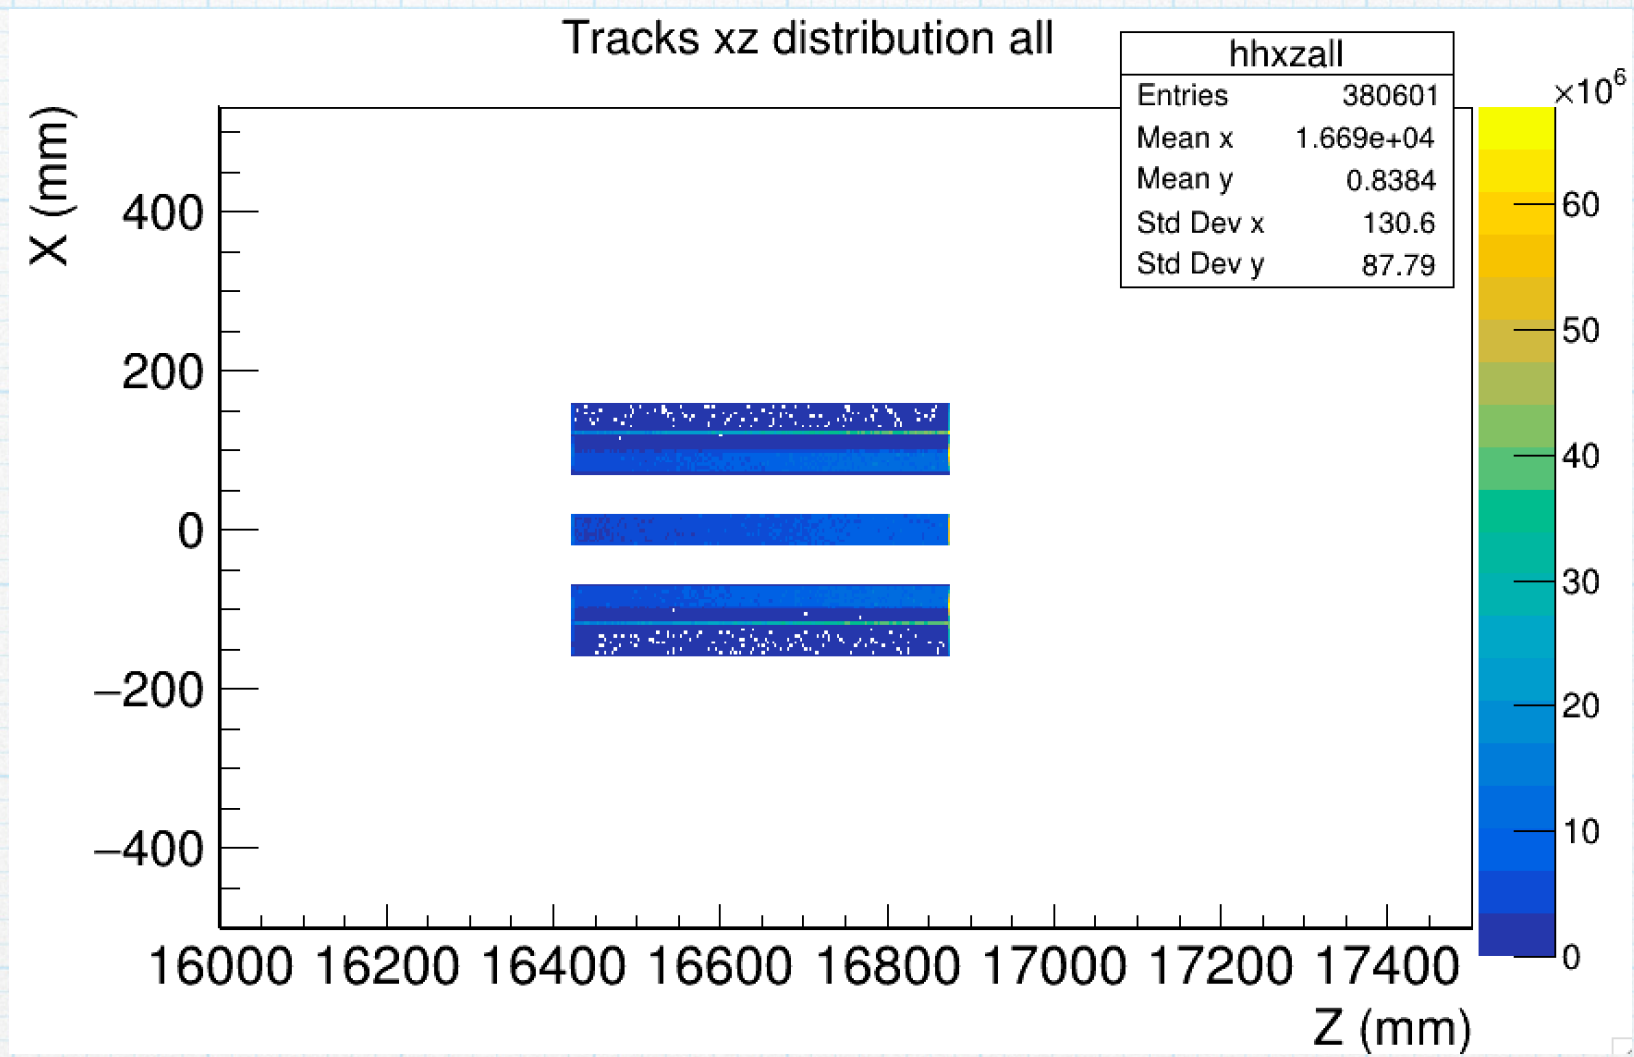 Tracks xz distribution all
hhxzall
Entries 380601
Mean x 1.669e+04
Mean y 0.8384
Std Dev x 130.6
Std Dev y 87.79
×10⁶
X (mm)
400
200
0
−200
−400
60
50
40
30
20
10
0
16000 16200 16400 16600 16800 17000 17200 17400
Z (mm)